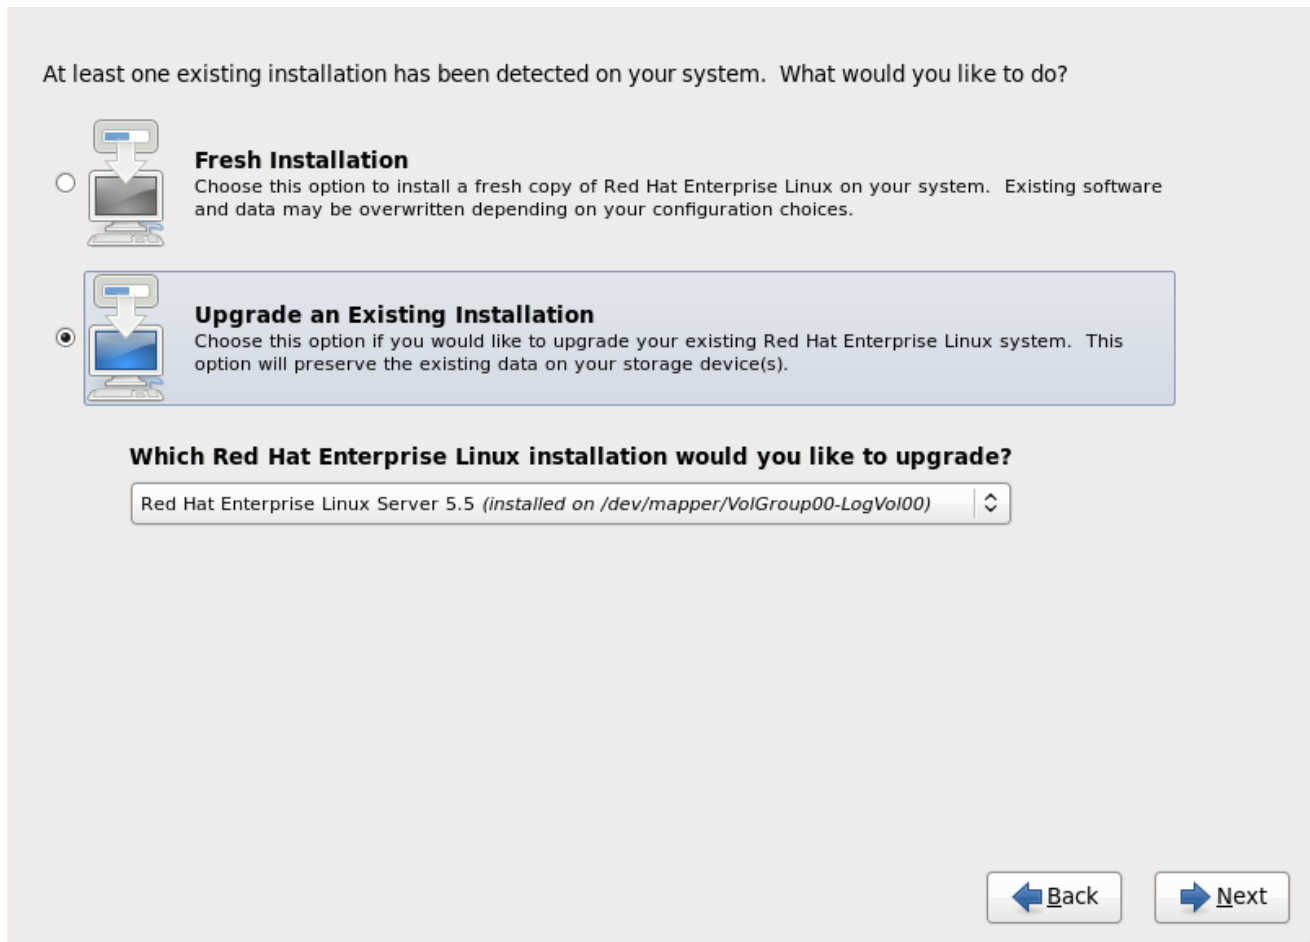 At least one existing installation has been detected on your system.  What would you like to do?
Fresh Installation
Choose this option to install a fresh copy of Red Hat Enterprise Linux on your system.  Existing software
and data may be overwritten depending on your configuration choices.
Upgrade an Existing Installation
Choose this option if you would like to upgrade your existing Red Hat Enterprise Linux system.  This
option will preserve the existing data on your storage device(s).
Which Red Hat Enterprise Linux installation would you like to upgrade?
Red Hat Enterprise Linux Server 5.5 (installed on /dev/mapper/VolGroup00-LogVol00)
Back
Next